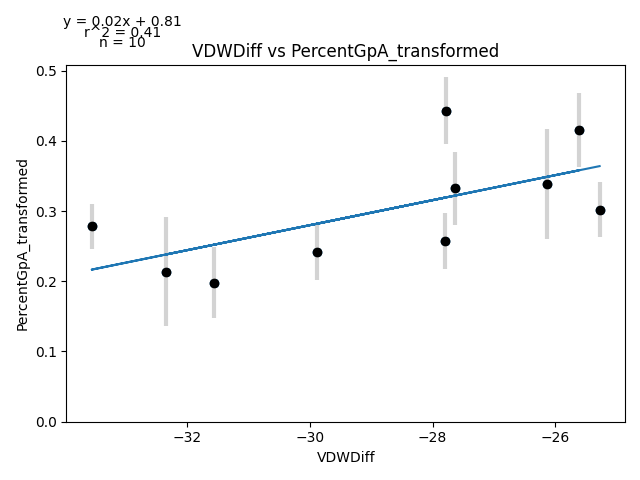 y = 0.02x + 0.81
r^2 = 0.41
n = 10
VDWDiff vs PercentGpA_transformed
PercentGpA_transformed
0.5
0.4
0.3
0.2
0.1
0.0
−32
−30
−28
−26
VDWDiff